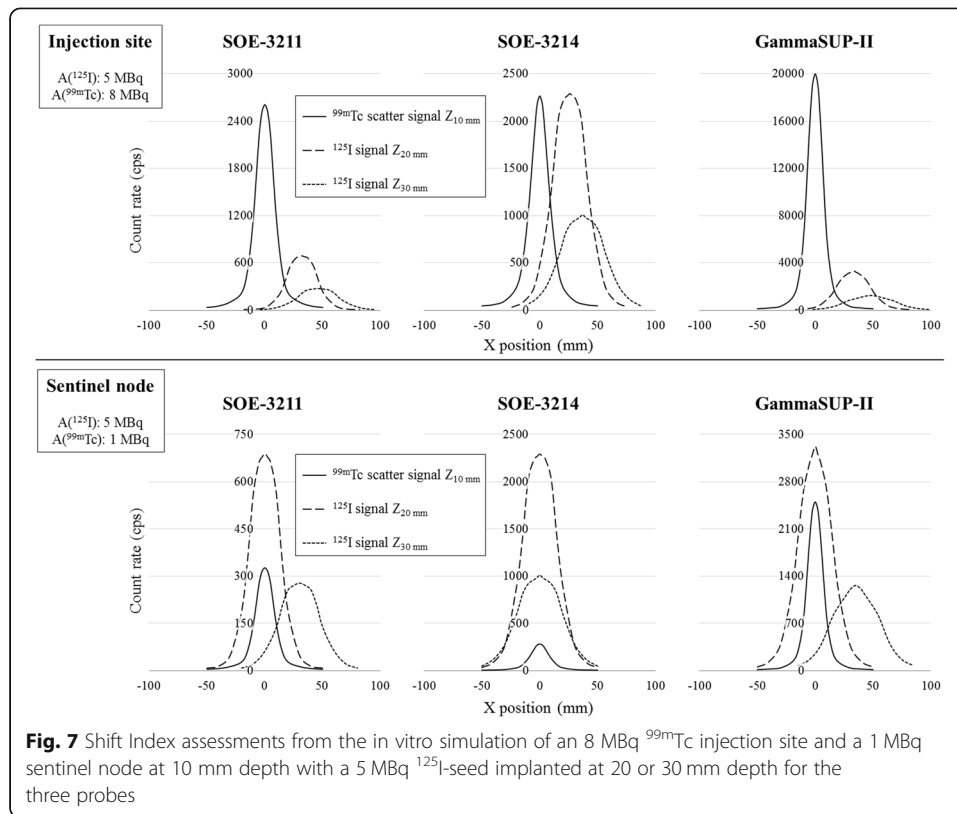 Injection site
A(¹²⁵I): 5 MBq
A(⁹⁹ᵐTc): 8 MBq
SOE-3211
SOE-3214
GammaSUP-II
Count rate (cps)
3000
2400
1800
1200
600
-0
-100
-50
0
50
100
2500
2000
1500
1000
500
-0
-100
-50
0
50
100
20000
16000
12000
8000
4000
-0
-100
-50
0
50
100
⁹⁹ᵐTc scatter signal Z₁₀ ₘₘ
¹²⁵I signal Z₂₀ ₘₘ
¹²⁵I signal Z₃₀ ₘₘ
X position (mm)
Sentinel node
A(¹²⁵I): 5 MBq
A(⁹⁹ᵐTc): 1 MBq
SOE-3211
SOE-3214
GammaSUP-II
Count rate (cps)
750
600
450
300
150
0
-100
-50
0
50
100
2500
2000
1500
1000
500
0
-100
-50
0
50
100
3500
2800
2100
1400
700
0
-100
-50
0
50
100
⁹⁹ᵐTc scatter signal Z₁₀ ₘₘ
¹²⁵I signal Z₂₀ ₘₘ
¹²⁵I signal Z₃₀ ₘₘ
X position (mm)
Fig. 7 Shift Index assessments from the in vitro simulation of an 8 MBq ⁹⁹ᵐTc injection site and a 1 MBq
sentinel node at 10 mm depth with a 5 MBq ¹²⁵I-seed implanted at 20 or 30 mm depth for the
three probes